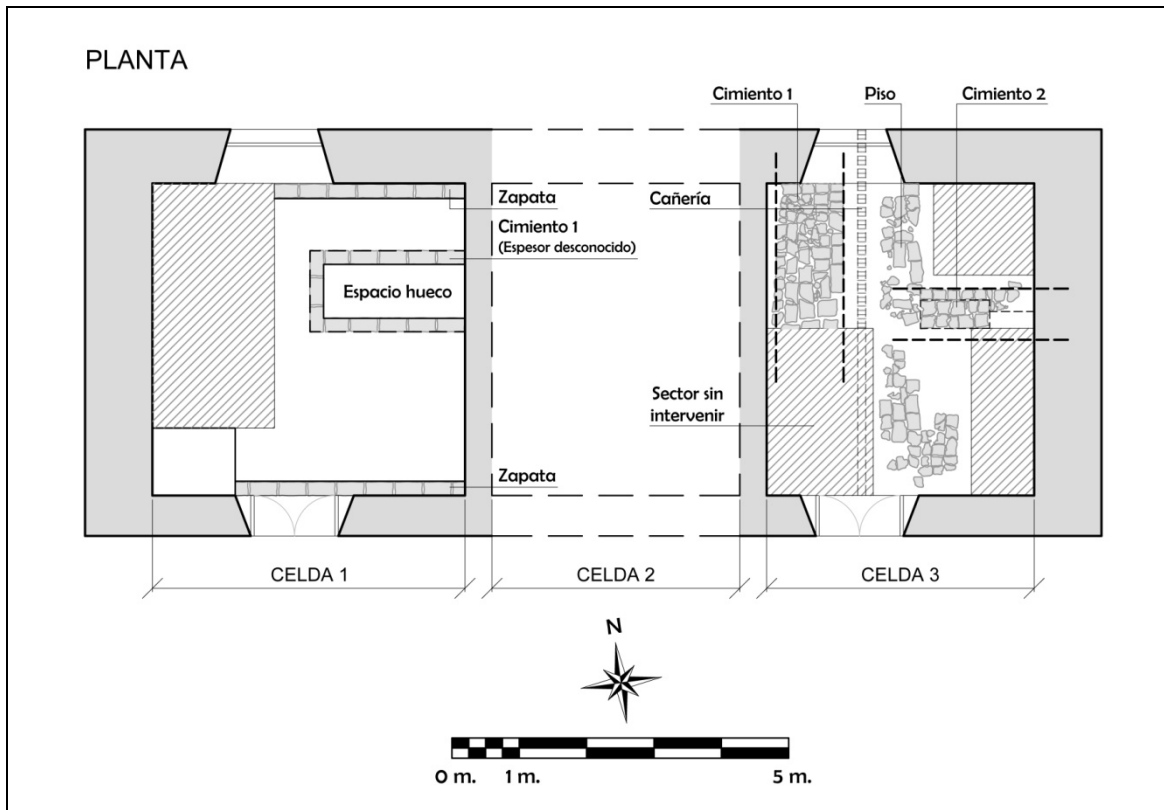 PLANTA
Cimiento 1
Piso
Cimiento 2
Zapata
Cañería
Cimiento 1
(Espesor desconocido)
Espacio hueco
Sector sin
intervenir
Zapata
CELDA 1
CELDA 2
CELDA 3
N
0 m.
1 m.
5 m.